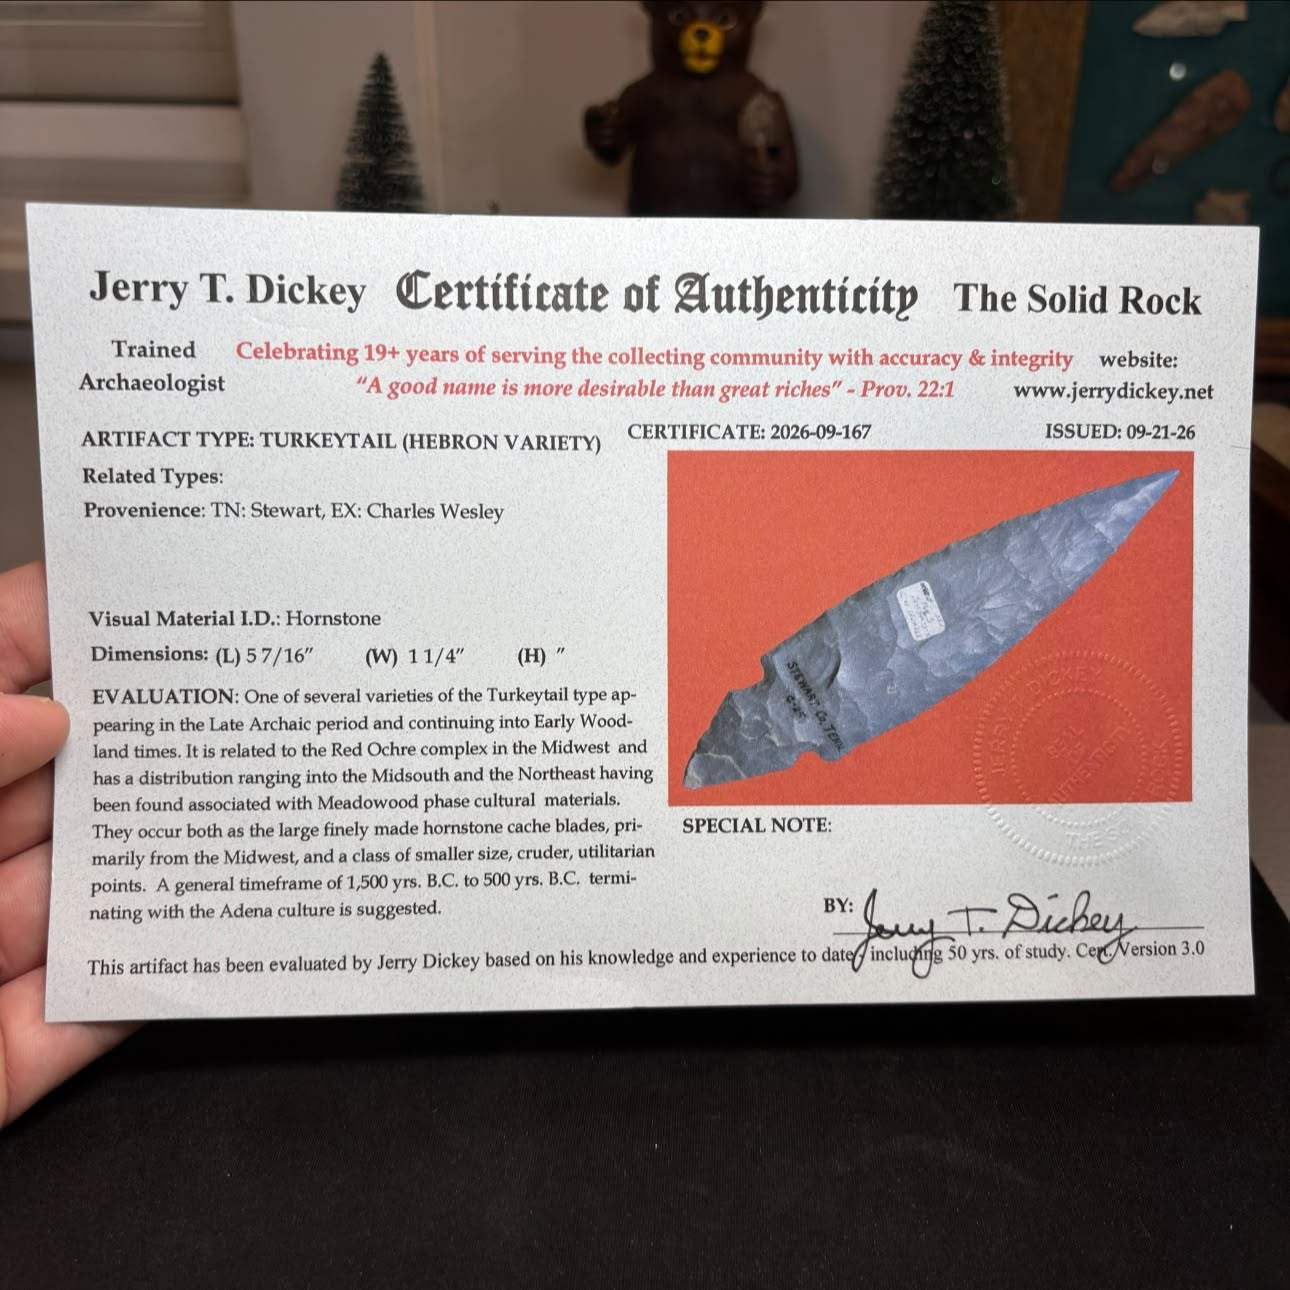 Jerry T. Dickey Certificate of Authenticity The Solid Rock
Trained
Archaeologist
Celebrating 19+ years of serving the collecting community with accuracy & integrity
"A good name is more desirable than great riches" - Prov. 22:1
website:
www.jerrydickey.net
ARTIFACT TYPE: TURKEYTAIL (HEBRON VARIETY)
CERTIFICATE: 2026-09-167
ISSUED: 09-21-26
Related Types:
Provenience: TN: Stewart, EX: Charles Wesley
Visual Material I.D.: Hornstone
Dimensions: (L) 5 7/16" (W) 1 1/4" (H) "
EVALUATION: One of several varieties of the Turkeytail type ap-
pearing in the Late Archaic period and continuing into Early Wood-
land times. It is related to the Red Ochre complex in the Midwest and
has a distribution ranging into the Midsouth and the Northeast having
been found associated with Meadowood phase cultural materials.
They occur both as the large finely made hornstone cache blades, pri-
marily from the Midwest, and a class of smaller size, cruder, utilitarian
points. A general timeframe of 1,500 yrs. B.C. to 500 yrs. B.C. termi-
nating with the Adena culture is suggested.
STEWART, CO. TENN.
C-25
SPECIAL NOTE:
BY: Jerry T. Dickey
This artifact has been evaluated by Jerry Dickey based on his knowledge and experience to date, including 50 yrs. of study. Cert. Version 3.0